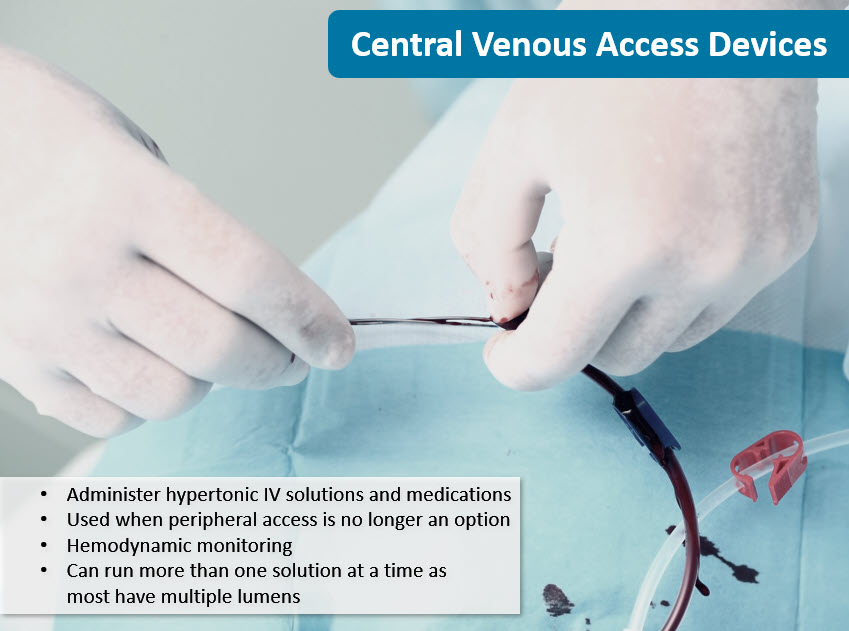 Central Venous Access Devices
• Administer hypertonic IV solutions and medications
• Used when peripheral access is no longer an option
• Hemodynamic monitoring
• Can run more than one solution at a time as
most have multiple lumens